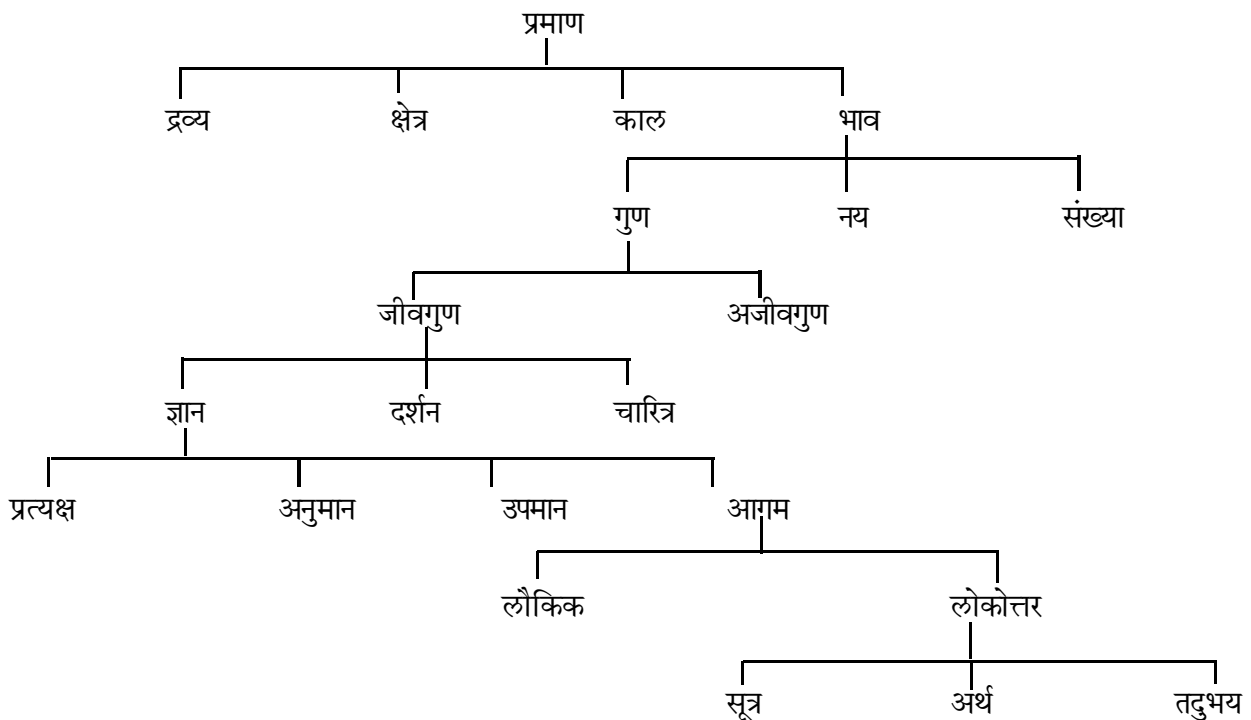 प्रमाण
द्रव्य क्षेत्र काल भाव
गुण नय संख्या
जीवगुण अजीवगुण
ज्ञान दर्शन चारित्र
प्रत्यक्ष अनुमान उपमान आगम
लौकिक लोकोत्तर
सूत्र अर्थ तदुभय